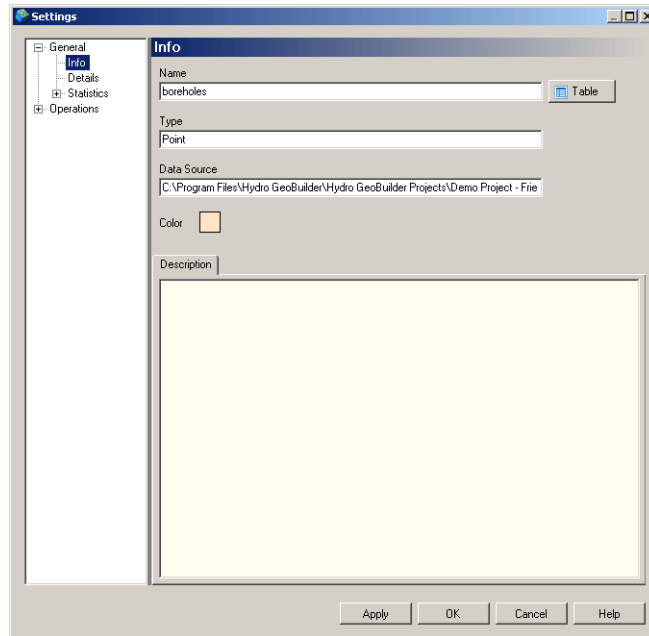 Settings
General
Info
Details
Statistics
Operations
Info
Name
boreholes
Table
Type
Point
Data Source
C:\Program Files\Hydro GeoBuilder\Hydro GeoBuilder Projects\Demo Project - Frie
Color
Description
Apply OK Cancel Help